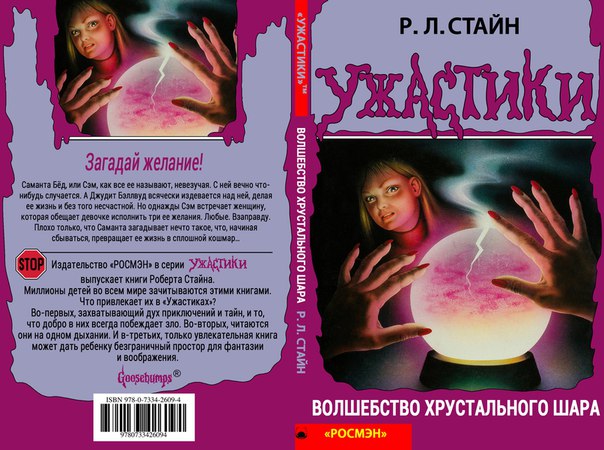 Загадай желание!
Саманта Бёд, или Сэм, как все ее называют, невезучая. С ней вечно что-
нибудь случается. А Джудит Бэллвуд всячески издевается над ней, делая
ее жизнь и без того несчастной. Но однажды Сэм встречает женщину,
которая обещает девочке исполнить три ее желания. Любые. Взаправду.
Плохо только, что Саманта загадывает нечто такое, что, начиная
сбываться, превращает ее жизнь в сплошной кошмар...
STOP
Издательство «РОСМЭН» в серии УЖАСТИКИ
выпускает книги Роберта Стайна.
Миллионы детей во всем мире зачитываются этими книгами.
Что привлекает их в «Ужастиках»?
Во-первых, захватывающий дух приключений и тайн, и то,
что добро в них всегда побеждает зло. Во-вторых, читаются
они на одном дыхании. И в-третьих, только увлекательная книга
может дать ребенку безграничный простор для фантазии
и воображения.
Goosebumps®
ISBN 978-0-7334-2609-4
9780733426094
«УЖАСТИКИ»™
ВОЛШЕБСТВО ХРУСТАЛЬНОГО ШАРА Р. Л. СТАЙН
Р. Л. СТАЙН
УЖАСТИКИ
ВОЛШЕБСТВО ХРУСТАЛЬНОГО ШАРА
«РОСМЭН»